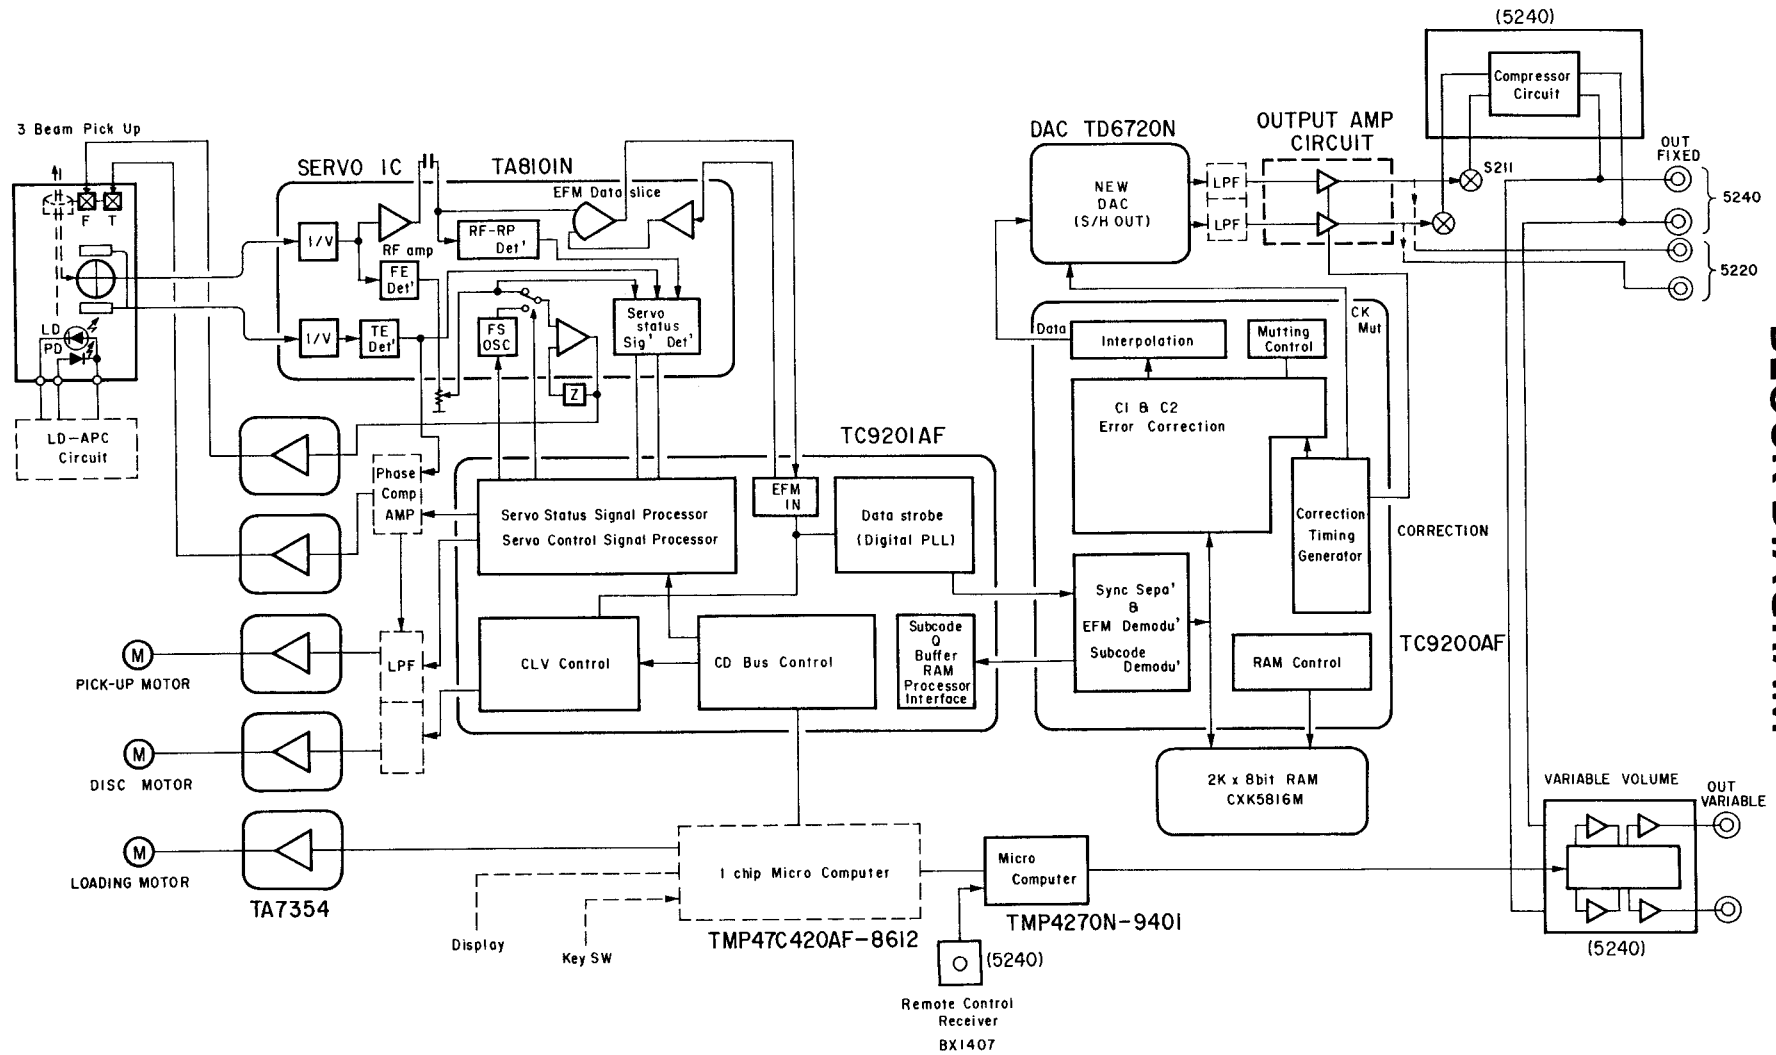 (5240)
Compressor
Circuit
OUT
FIXED
S211
5240
5220
3 Beam Pick Up
F T
LD
PD
LD-APC
Circuit
SERVO IC TA8101N
EFM Data slice
I/V
RF amp
RF-RP
Det'
FE
Det'
I/V
TE
Det'
FS
OSC
Servo
status
Sig' Det'
Z
DAC TD6720N
NEW
DAC
(S/H OUT)
LPF
LPF
OUTPUT AMP
CIRCUIT
Data
Interpolation
Mutting
Control
CK
Mut
C1 & C2
Error Correction
Correction
Timing
Generator
CORRECTION
Sync Sepa'
&
EFM Demodu'
Subcode
Demodu'
RAM Control
TC9200AF
2K x 8bit RAM
CXK5816M
TC9201AF
Phase
Comp
AMP
Servo Status Signal Processor
Servo Control Signal Processor
EFM
IN
Data strobe
(Digital PLL)
LPF
CLV Control
CD Bus Control
Subcode
Q
Buffer
RAM
Processor
Interface
M
PICK-UP MOTOR
M
DISC MOTOR
M
LOADING MOTOR
TA7354
1 chip Micro Computer
TMP47C420AF-8612
Display
Key SW
Micro
Computer
TMP4270N-9401
(5240)
Remote Control
Receiver
BX1407
VARIABLE VOLUME
OUT
VARIABLE
(5240)